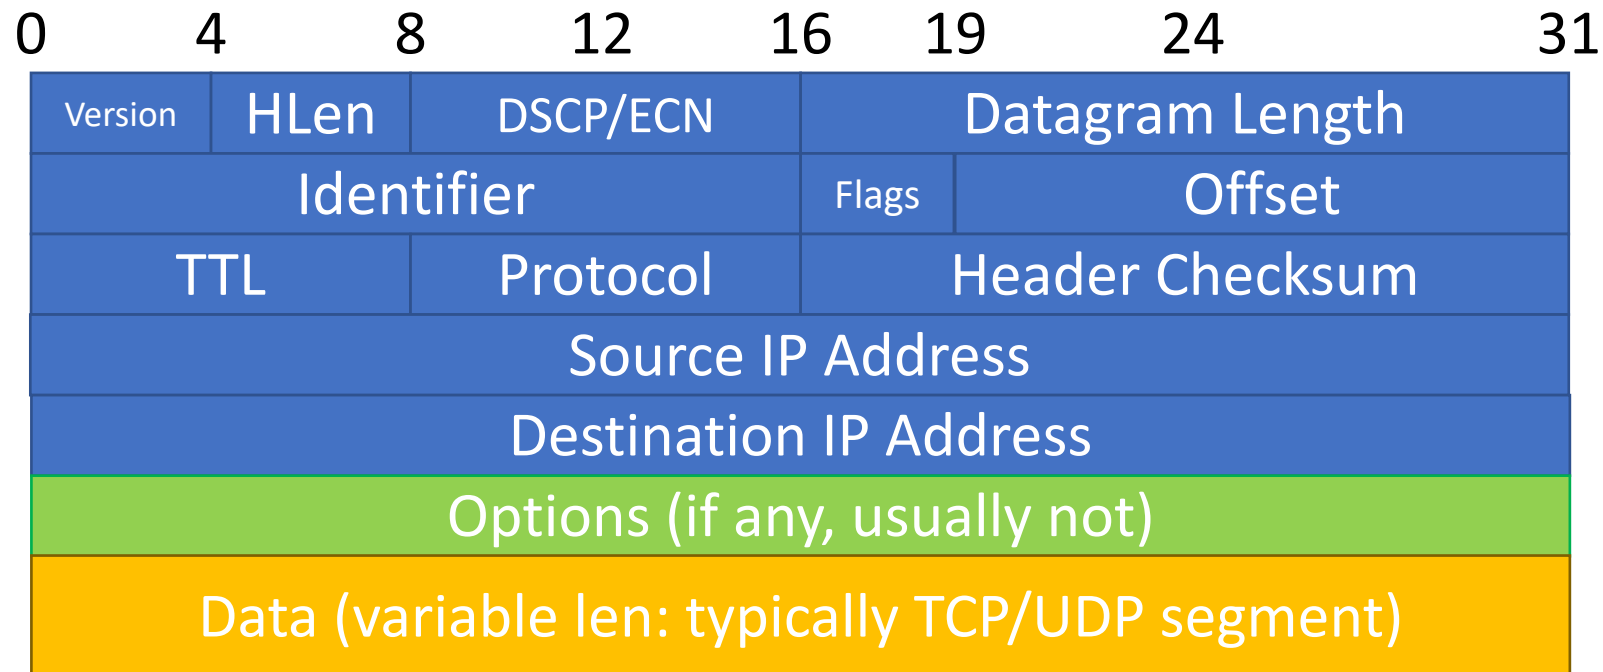 0 4 8 12 16 19 24 31
Version HLen DSCP/ECN Datagram Length
Identifier Flags Offset
TTL Protocol Header Checksum
Source IP Address
Destination IP Address
Options (if any, usually not)
Data (variable len: typically TCP/UDP segment)